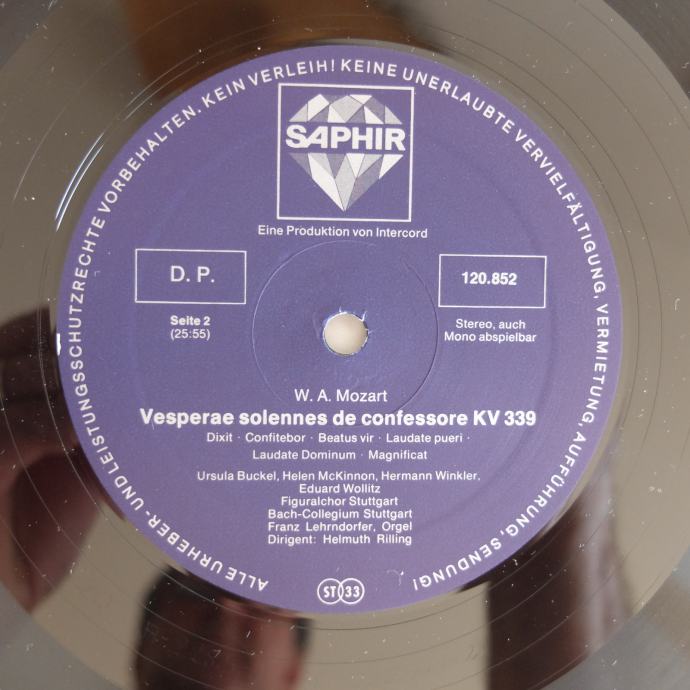 ALLE URHEBER- UND LEISTUNGSSCHUTZRECHTE VORBEHALTEN. KEIN VERLEIH! KEINE UNERLAUBTE VERVIELFÄLTIGUNG, VERMIETUNG, AUFFÜHRUNG, SENDUNG!
SAPHIR
Eine Produktion von Intercord
D. P.
120.852
Seite 2
(25:55)
Stereo, auch
Mono abspielbar
W. A. Mozart
Vesperae solennes de confessore KV 339
Dixit · Confitebor · Beatus vir · Laudate pueri ·
Laudate Dominum · Magnificat
Ursula Buckel, Helen McKinnon, Hermann Winkler,
Eduard Wollitz
Figuralchor Stuttgart
Bach-Collegium Stuttgart
Franz Lehrndorfer, Orgel
Dirigent: Helmuth Rilling
ST 33